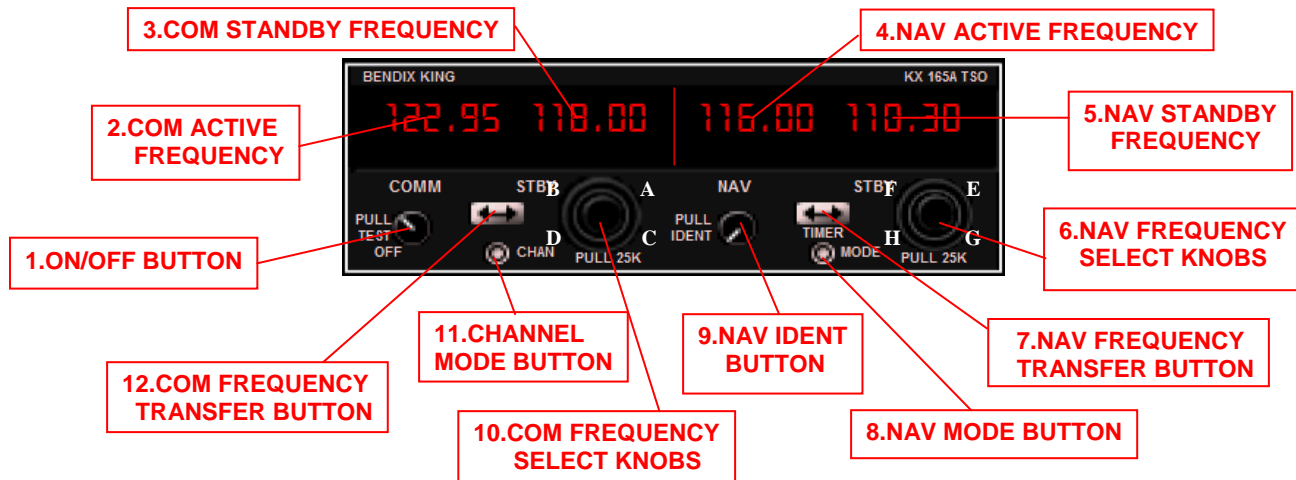 3.COM STANDBY FREQUENCY
4.NAV ACTIVE FREQUENCY
BENDIX KING
KX 165A TSO
2.COM ACTIVE
FREQUENCY
122.95
118.00
116.00
110.30
5.NAV STANDBY
FREQUENCY
COMM
STBY
B
A
NAV
STBY
F
E
PULL
TEST
OFF
PULL
IDENT
TIMER
D
C
H
G
CHAN
PULL 25K
MODE
PULL 25K
1.ON/OFF BUTTON
6.NAV FREQUENCY
SELECT KNOBS
11.CHANNEL
MODE BUTTON
9.NAV IDENT
BUTTON
7.NAV FREQUENCY
TRANSFER BUTTON
12.COM FREQUENCY
TRANSFER BUTTON
10.COM FREQUENCY
SELECT KNOBS
8.NAV MODE BUTTON